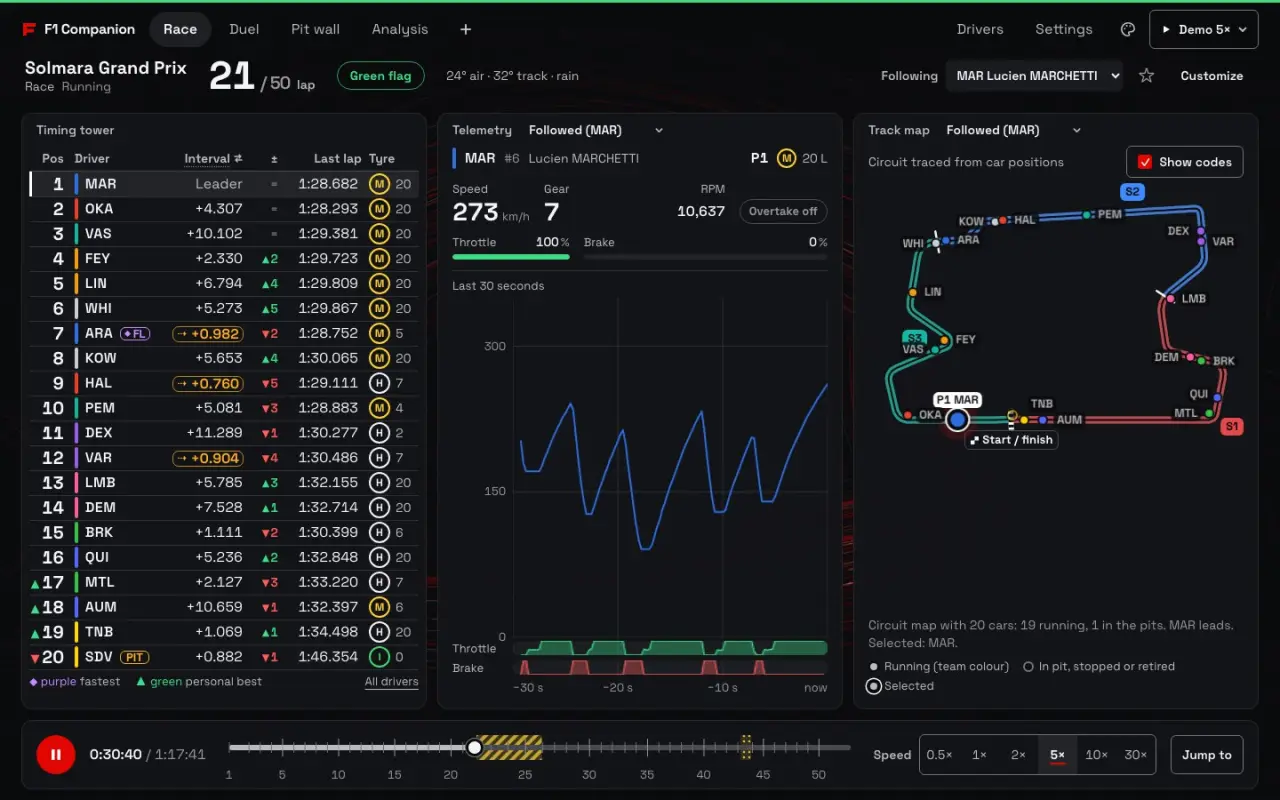 F1 Companion Race Duel Pit wall Analysis + Drivers Settings Demo 5×
Solmara Grand Prix
Race Running
21 / 50 lap
Green flag
24° air · 32° track · rain
Following MAR Lucien MARCHETTI Customize
Timing tower
Pos Driver Interval ⇄ ± Last lap Tyre
1 MAR Leader = 1:28.682 M 20
2 OKA +4.307 = 1:28.293 M 20
3 VAS +10.102 = 1:29.381 M 20
4 FEY +2.330 ▲2 1:29.723 M 20
5 LIN +6.794 ▲4 1:29.809 M 20
6 WHI +5.273 ▲5 1:29.867 M 20
7 ARA ◆FL +0.982 ▼2 1:28.752 M 5
8 KOW +5.653 ▲4 1:30.065 M 20
9 HAL +0.760 ▼5 1:29.111 H 7
10 PEM +5.081 ▼3 1:28.883 M 4
11 DEX +11.289 ▼1 1:30.277 H 2
12 VAR +0.904 ▼4 1:30.486 H 7
13 LMB +5.785 ▲3 1:32.155 H 20
14 DEM +7.528 ▲1 1:32.714 H 20
15 BRK +1.111 ▼2 1:30.399 H 6
16 QUI +5.236 ▲2 1:32.848 H 20
▲17 MTL +2.127 ▼3 1:33.220 H 7
▲18 AUM +10.659 ▼1 1:32.397 M 6
▲19 TNB +1.069 ▲1 1:34.498 H 20
▼20 SDV PIT +0.882 ▼1 1:46.354 I 0
◆ purple fastest ▲ green personal best All drivers
Telemetry Followed (MAR)
MAR #6 Lucien MARCHETTI P1 M 20 L
Speed Gear RPM
273 km/h 7 10,637 Overtake off
Throttle 100% Brake 0%
Last 30 seconds
300
150
0
Throttle
Brake
−30 s −20 s −10 s now
Track map Followed (MAR)
Circuit traced from car positions Show codes
S2
KOW HAL PEM
DEX
WHI ARA VAR
LIN LMB
S3 FEY
VAS DEM BRK
QUI
P1 MAR TNB
OKA AUM MTL
S1
Start / finish
Circuit map with 20 cars: 19 running, 1 in the pits. MAR leads.
Selected: MAR.
Running (team colour) In pit, stopped or retired
Selected
0:30:40 / 1:17:41
1 5 10 15 20 25 30 35 40 45 50
Speed 0.5× 1× 2× 5× 10× 30× Jump to